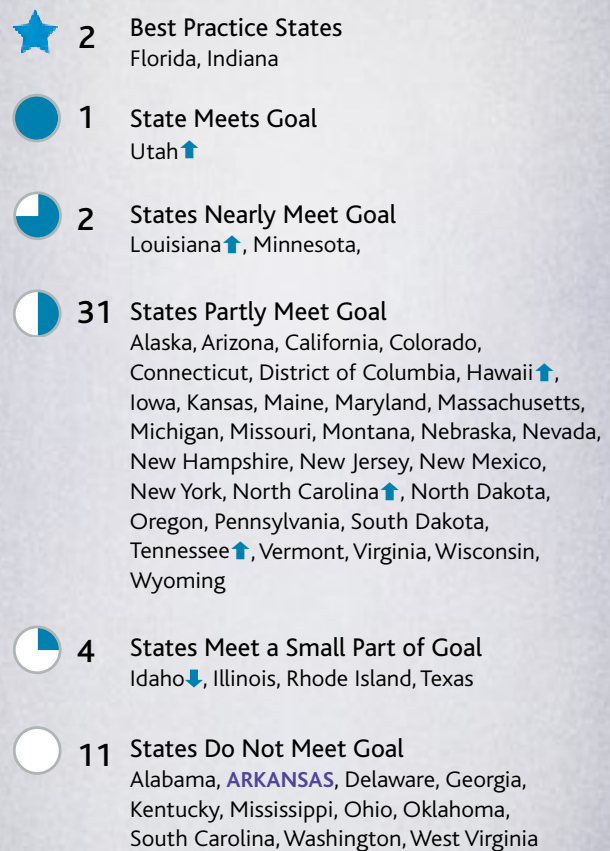 2 Best Practice States
Florida, Indiana
1 State Meets Goal
Utah⬆
2 States Nearly Meet Goal
Louisiana⬆, Minnesota,
31 States Partly Meet Goal
Alaska, Arizona, California, Colorado,
Connecticut, District of Columbia, Hawaii⬆,
Iowa, Kansas, Maine, Maryland, Massachusetts,
Michigan, Missouri, Montana, Nebraska, Nevada,
New Hampshire, New Jersey, New Mexico,
New York, North Carolina⬆, North Dakota,
Oregon, Pennsylvania, South Dakota,
Tennessee⬆, Vermont, Virginia, Wisconsin,
Wyoming
4 States Meet a Small Part of Goal
Idaho⬇, Illinois, Rhode Island, Texas
11 States Do Not Meet Goal
Alabama, ARKANSAS, Delaware, Georgia,
Kentucky, Mississippi, Ohio, Oklahoma,
South Carolina, Washington, West Virginia